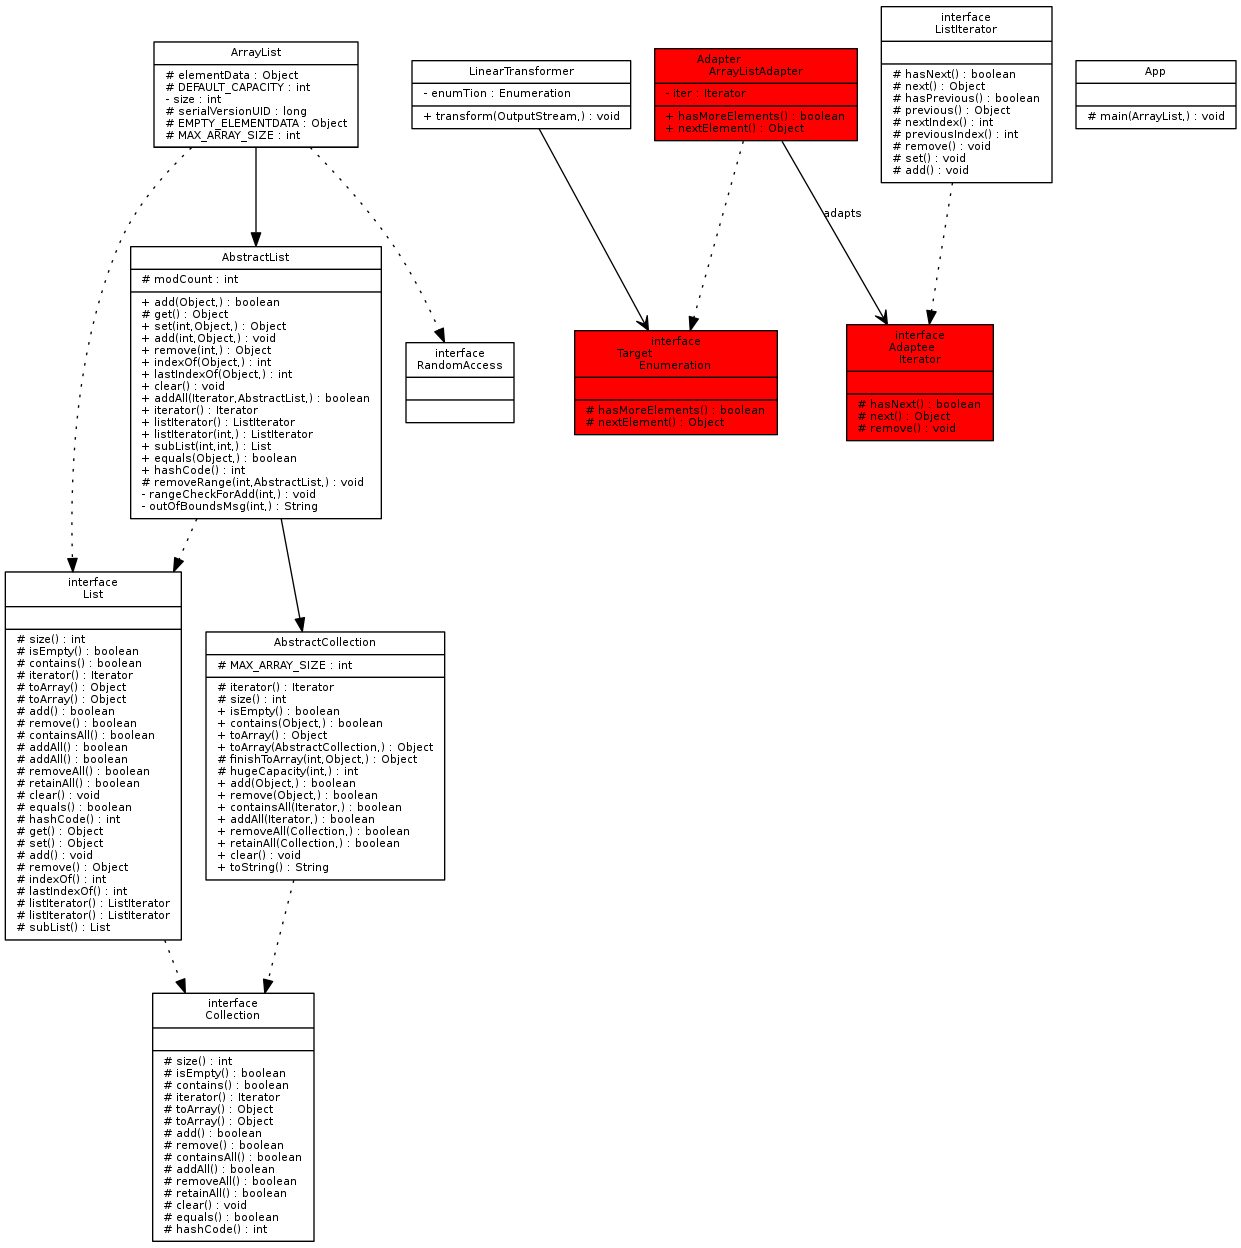 ArrayList
# elementData : Object
# DEFAULT_CAPACITY : int
- size : int
# serialVersionUID : long
# EMPTY_ELEMENTDATA : Object
# MAX_ARRAY_SIZE : int
LinearTransformer
- enumTion : Enumeration
+ transform(OutputStream,) : void
Adapter
ArrayListAdapter
- iter : Iterator
+ hasMoreElements() : boolean
+ nextElement() : Object
interface
ListIterator
# hasNext() : boolean
# next() : Object
# hasPrevious() : boolean
# previous() : Object
# nextIndex() : int
# previousIndex() : int
# remove() : void
# set() : void
# add() : void
App
# main(ArrayList,) : void
adapts
AbstractList
# modCount : int
+ add(Object,) : boolean
# get() : Object
+ set(int,Object,) : Object
+ add(int,Object,) : void
+ remove(int,) : Object
+ indexOf(Object,) : int
+ lastIndexOf(Object,) : int
+ clear() : void
+ addAll(Iterator,AbstractList,) : boolean
+ iterator() : Iterator
+ listIterator() : ListIterator
+ listIterator(int,) : ListIterator
+ subList(int,int,) : List
+ equals(Object,) : boolean
+ hashCode() : int
# removeRange(int,AbstractList,) : void
- rangeCheckForAdd(int,) : void
- outOfBoundsMsg(int,) : String
interface
RandomAccess
interface
Target
Enumeration
# hasMoreElements() : boolean
# nextElement() : Object
interface
Adaptee
Iterator
# hasNext() : boolean
# next() : Object
# remove() : void
interface
List
# size() : int
# isEmpty() : boolean
# contains() : boolean
# iterator() : Iterator
# toArray() : Object
# toArray() : Object
# add() : boolean
# remove() : boolean
# containsAll() : boolean
# addAll() : boolean
# addAll() : boolean
# removeAll() : boolean
# retainAll() : boolean
# clear() : void
# equals() : boolean
# hashCode() : int
# get() : Object
# set() : Object
# add() : void
# remove() : Object
# indexOf() : int
# lastIndexOf() : int
# listIterator() : ListIterator
# listIterator() : ListIterator
# subList() : List
AbstractCollection
# MAX_ARRAY_SIZE : int
# iterator() : Iterator
# size() : int
+ isEmpty() : boolean
+ contains(Object,) : boolean
+ toArray() : Object
+ toArray(AbstractCollection,) : Object
# finishToArray(int,Object,) : Object
# hugeCapacity(int,) : int
+ add(Object,) : boolean
+ remove(Object,) : boolean
+ containsAll(Iterator,) : boolean
+ addAll(Iterator,) : boolean
+ removeAll(Collection,) : boolean
+ retainAll(Collection,) : boolean
+ clear() : void
+ toString() : String
interface
Collection
# size() : int
# isEmpty() : boolean
# contains() : boolean
# iterator() : Iterator
# toArray() : Object
# toArray() : Object
# add() : boolean
# remove() : boolean
# containsAll() : boolean
# addAll() : boolean
# removeAll() : boolean
# retainAll() : boolean
# clear() : void
# equals() : boolean
# hashCode() : int